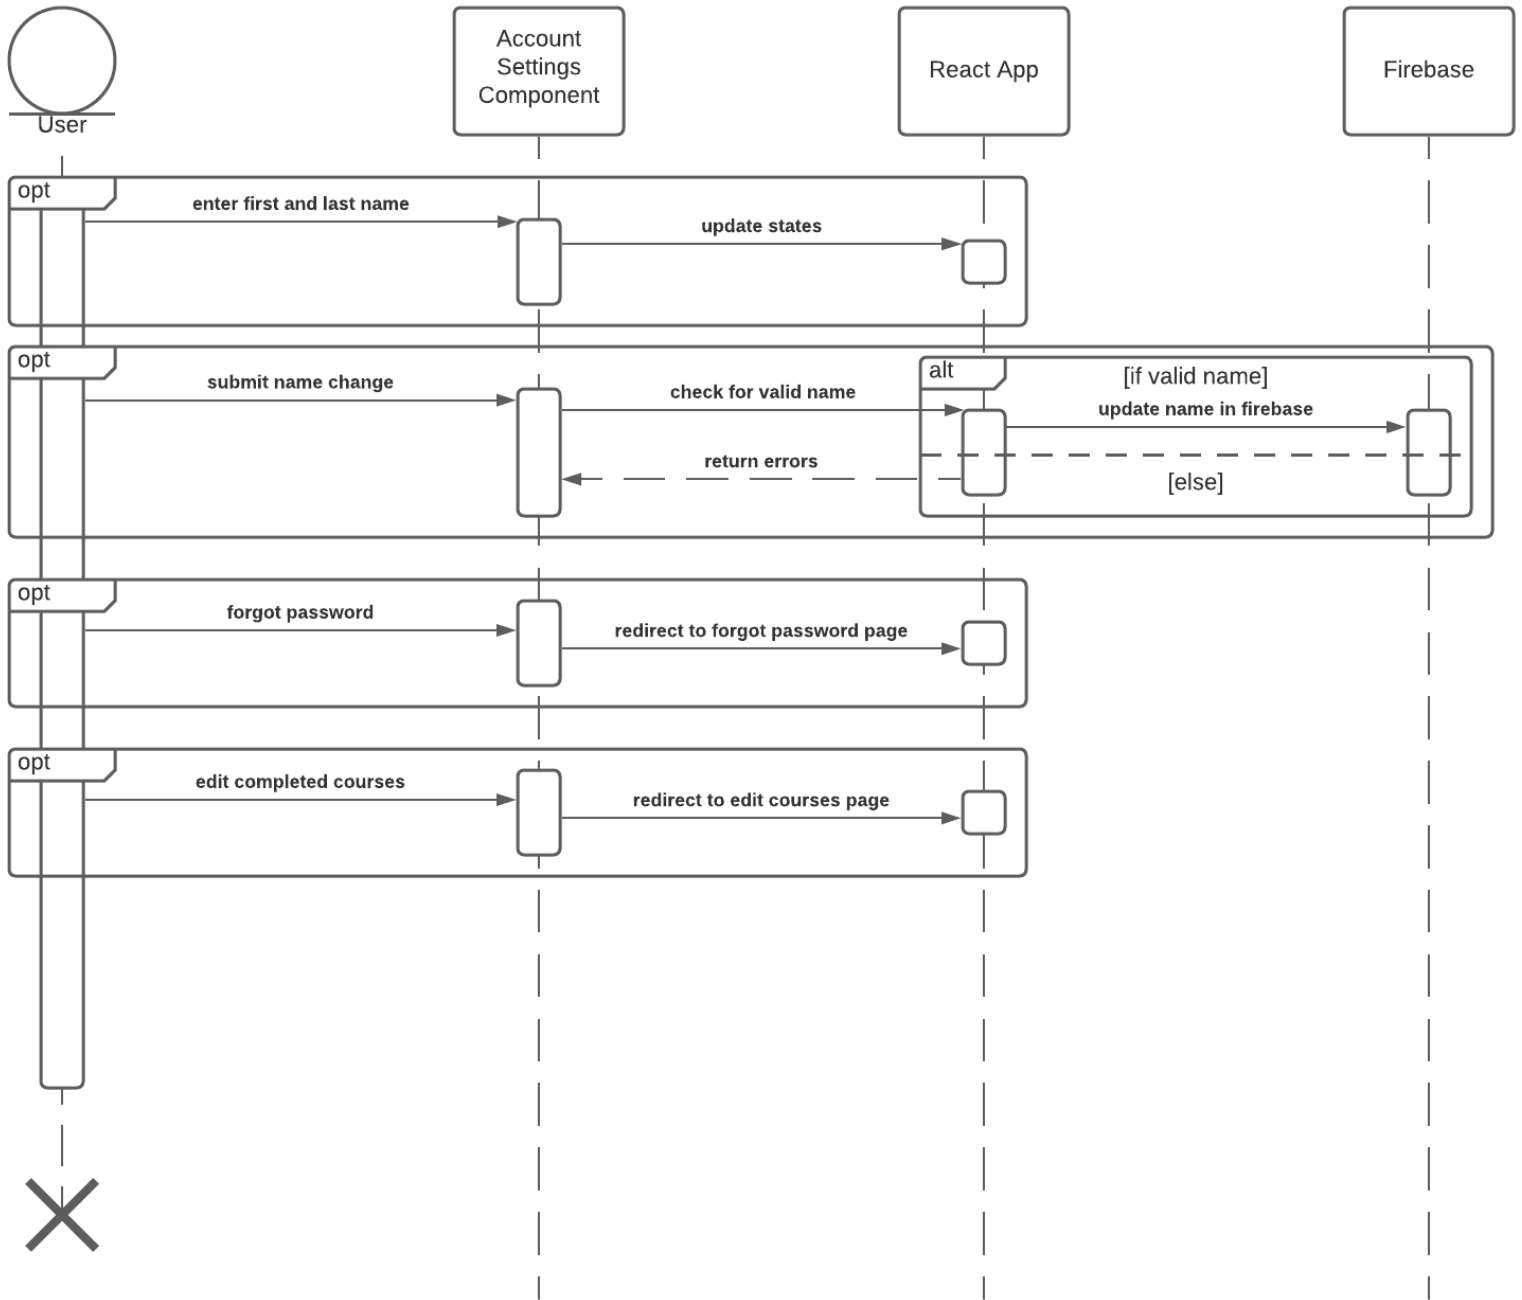 User
Account
Settings
Component
React App
Firebase
opt
enter first and last name
update states
opt
submit name change
check for valid name
alt
[if valid name]
update name in firebase
return errors
[else]
opt
forgot password
redirect to forgot password page
opt
edit completed courses
redirect to edit courses page